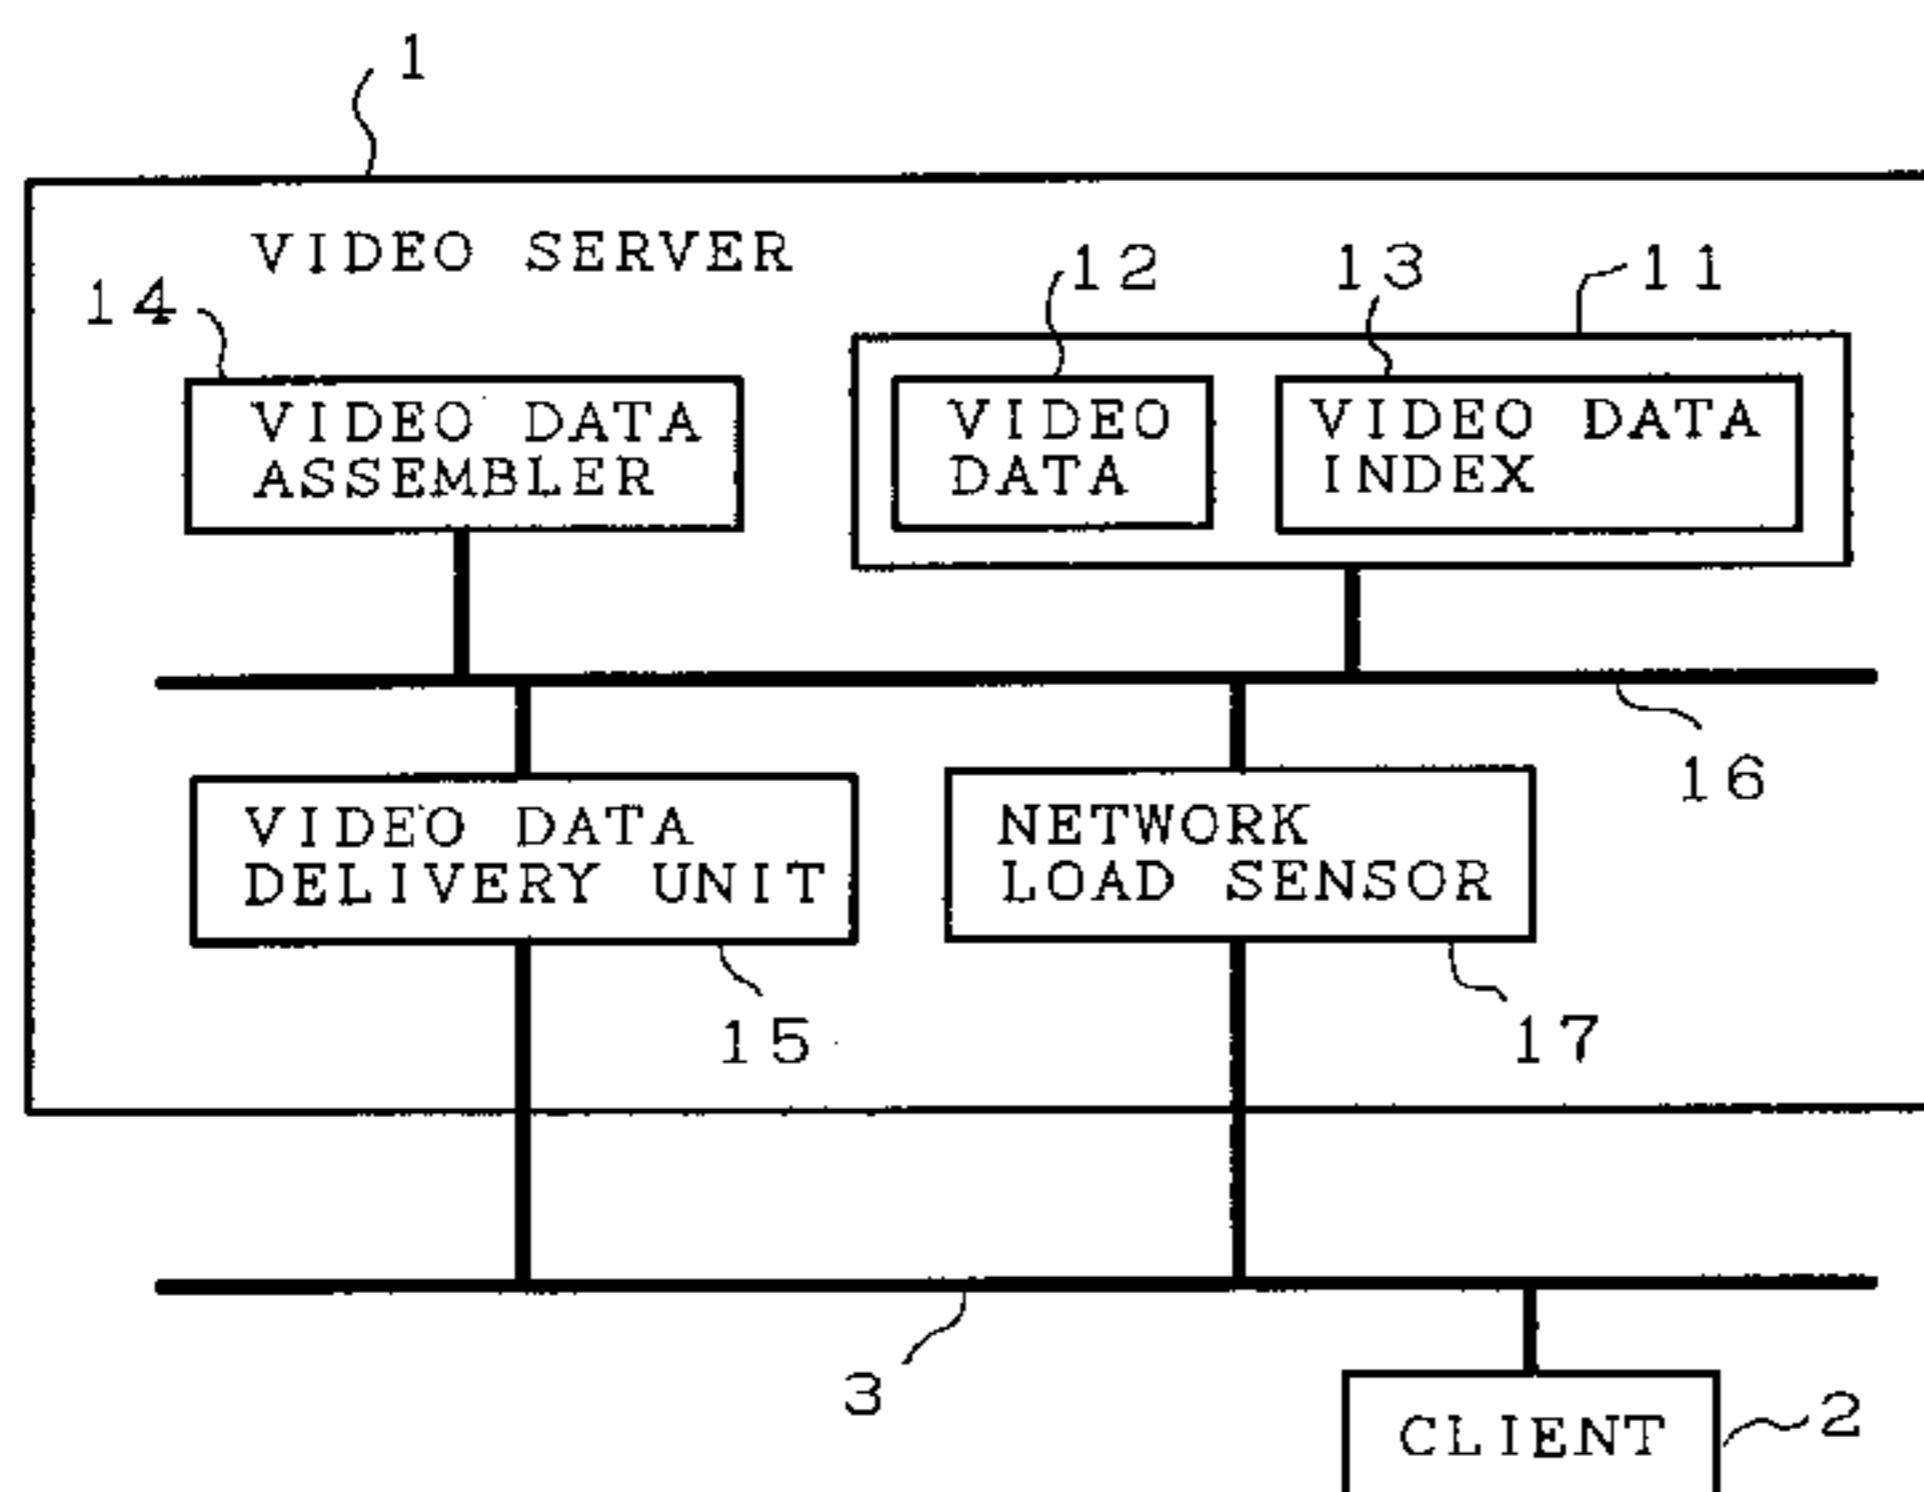 1
VIDEO SERVER
12
13
11
14
VIDEO DATA
ASSEMBLER
VIDEO
DATA
VIDEO DATA
INDEX
16
VIDEO DATA
DELIVERY UNIT
NETWORK
LOAD SENSOR
15
17
3
CLIENT
2